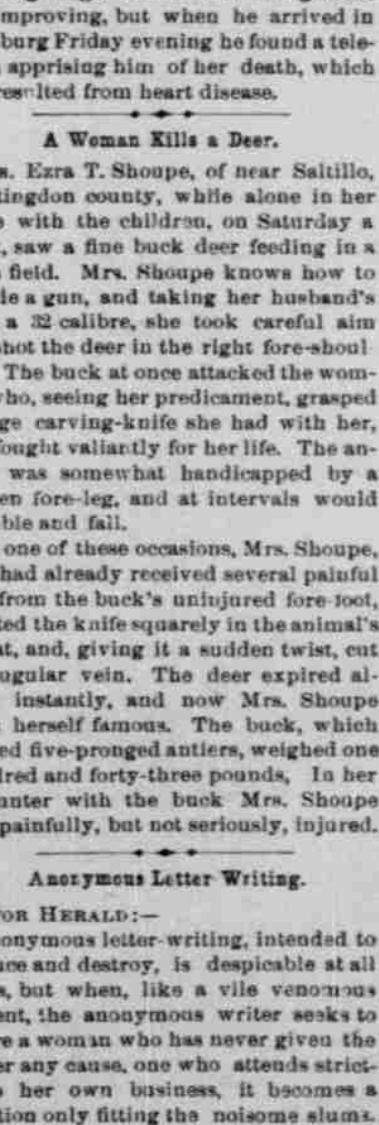 mproving, but when he arrived in
burg Friday evening he found a tele-
apprising him of her death, which
resulted from heart disease.
A Woman Kills a Deer.
s. Ezra T. Shoupe, of near Saltillo,
tingdon county, while alone in her
e with the children, on Saturday a
, saw a fine buck deer feeding in a
field. Mrs. Shoupe knows how to
le a gun, and taking her husband's
a 32 calibre, she took careful aim
hot the deer in the right fore-shoul
The buck at once attacked the wom-
who, seeing her predicament, grasped
ge carving-knife she had with her,
ought valiantly for her life. The an-
was somewhat handicapped by a
en fore-leg, and at intervals would
ble and fall.
one of these occasions, Mrs. Shoupe,
had already received several painful
from the buck's uninjured fore-foot,
ted the knife squarely in the animal's
at, and, giving it a sudden twist, cut
ugular vein. The deer expired al-
instantly, and now Mrs. Shoupe
herself famous. The buck, which
ed five-pronged antlers, weighed one
dred and forty-three pounds, In her
unter with the buck Mrs. Shoupe
painfully, but not seriously, injured.
Anonymous Letter Writing.
OR HERALD:—
onymous letter-writing, intended to
nce and destroy, is despicable at all
s, but when, like a vile venomous
ent, the anonymous writer seeks to
e a woman who has never given the
er any cause, one who attends strict-
o her own business, it becomes a
tion only fitting the noisome slums.